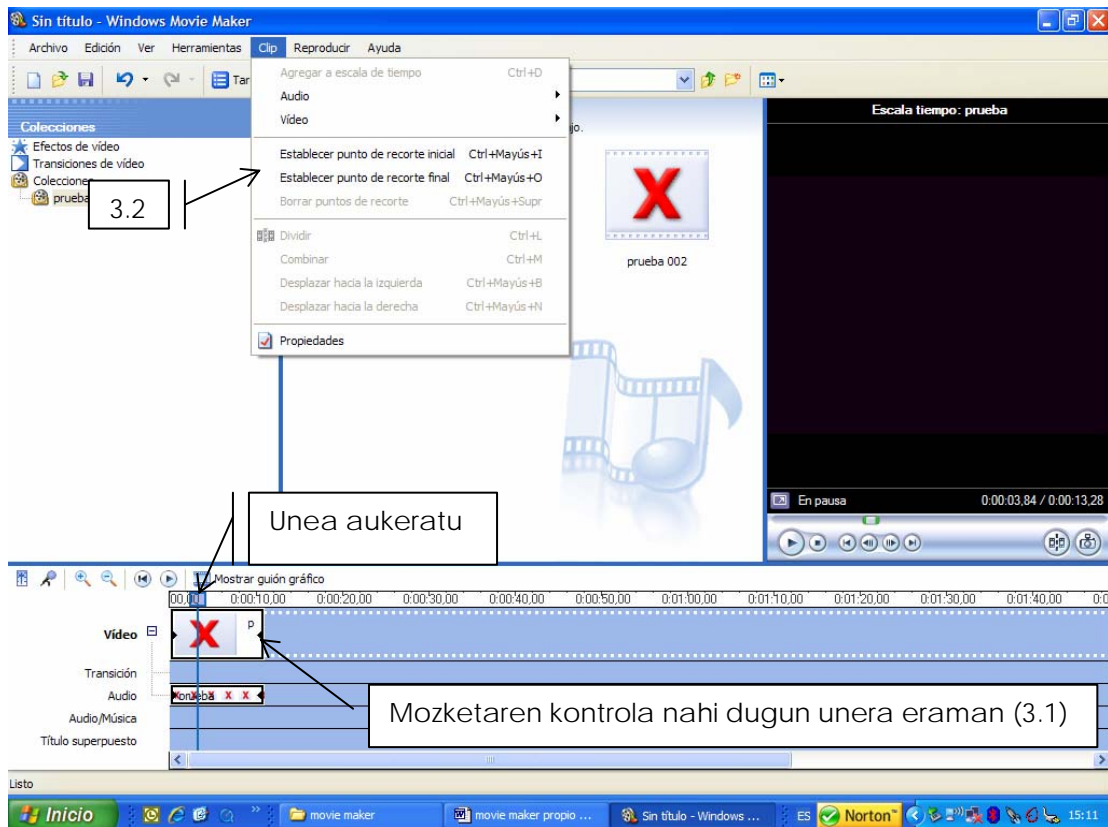 Sin título - Windows Movie Maker
Archivo Edición Ver Herramientas Clip Reproducir Ayuda
Tar
Agregar a escala de tiempo Ctrl+D
Audio
Vídeo
Establecer punto de recorte inicial Ctrl+Mayús+I
Establecer punto de recorte final Ctrl+Mayús+O
Borrar puntos de recorte Ctrl+Mayús+Supr
Dividir Ctrl+L
Combinar Ctrl+M
Desplazar hacia la izquierda Ctrl+Mayús+B
Desplazar hacia la derecha Ctrl+Mayús+N
Propiedades
Colecciones
Efectos de vídeo
Transiciones de vídeo
Colecciones
prueba
3.2
jo.
prueba 002
Escala tiempo: prueba
En pausa 0:00:03,84 / 0:00:13,28
Unea aukeratu
Mostrar guión gráfico
00,00 0:00:10,00 0:00:20,00 0:00:30,00 0:00:40,00 0:00:50,00 0:01:00,00 0:01:10,00 0:01:20,00 0:01:30,00 0:01:40,00 0:0
Vídeo P
Transición
Audio
Audio/Música
Título superpuesto
Mozketaren kontrola nahi dugun unera eraman (3.1)
Listo
Inicio movie maker movie maker propio ... Sin título - Windows ... ES Norton™ 15:11